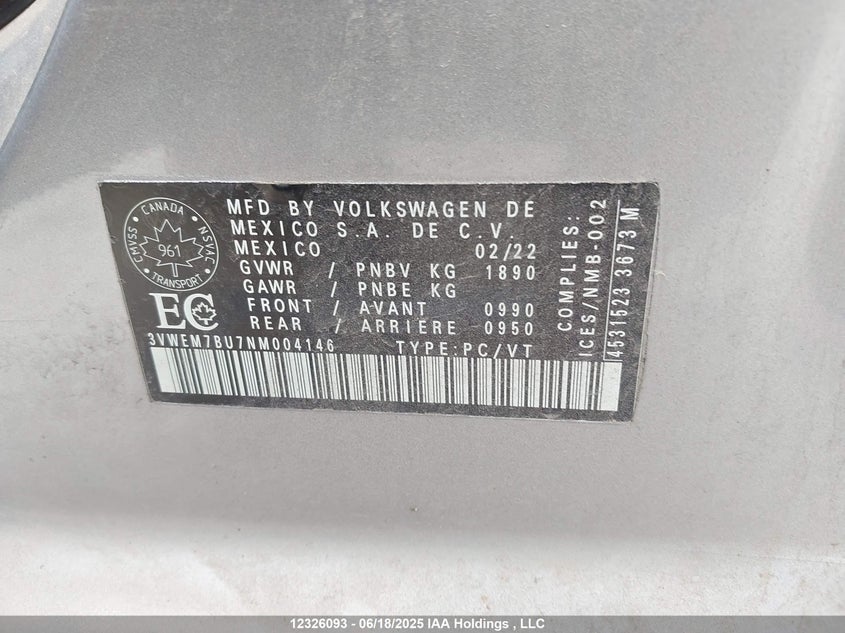 CANADA
CMVSS
NSVAC
961
TRANSPORT
EC
MFD BY VOLKSWAGEN DE
MEXICO S.A. DE C.V.
MEXICO 02/22
GVWR / PNBV KG 1890
GAWR / PNBE KG
FRONT / AVANT 0990
REAR / ARRIERE 0950
3VWEM7BU7NM004146 TYPE:PC/VT
COMPLIES:
ICES/NMB-002
4531523 3673 M
12326093 - 06/18/2025 IAA Holdings, LLC